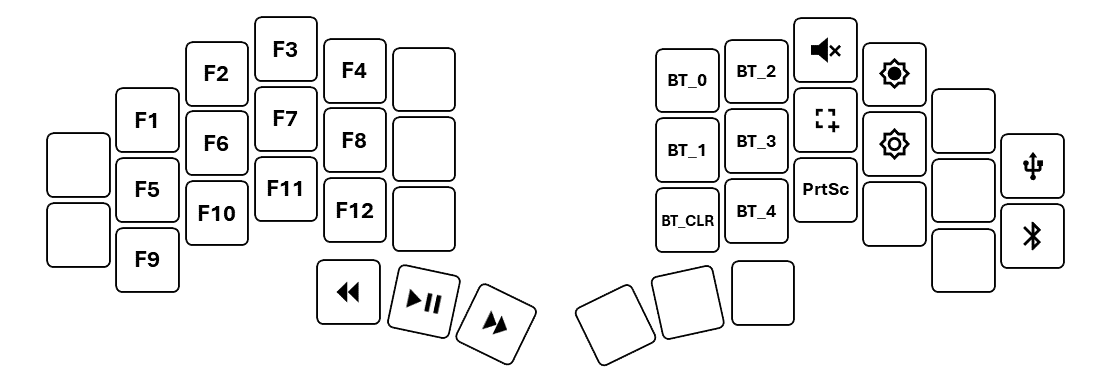 F3
F2
F4
F1
F7
F6
F8
F5
F11
F10
F12
F9
BT_0
BT_2
BT_1
BT_3
PrtSc
BT_CLR
BT_4